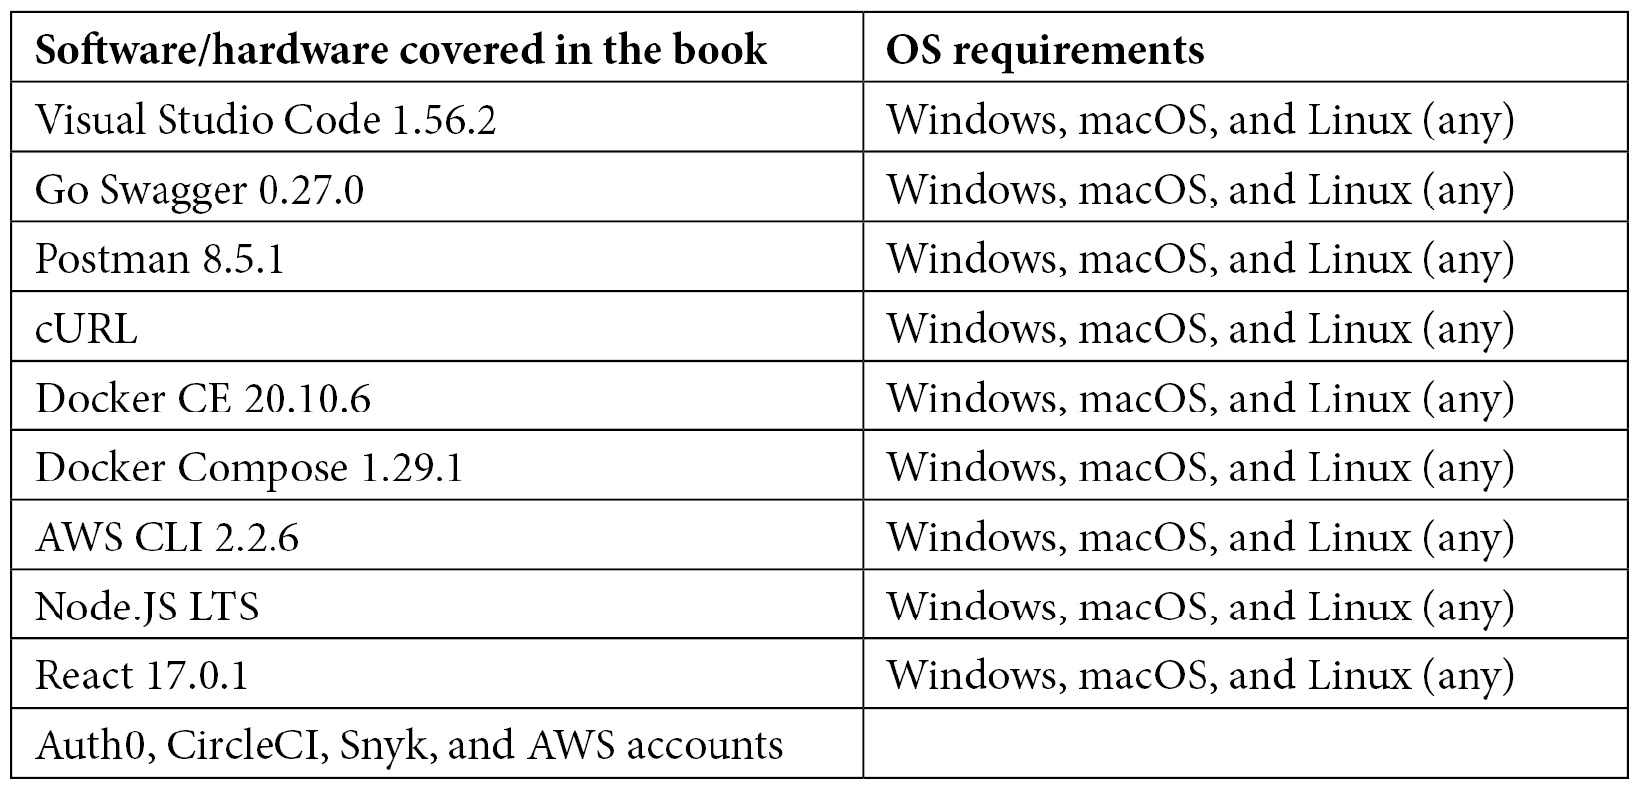 Software/hardware covered in the book OS requirements
Visual Studio Code 1.56.2 Windows, macOS, and Linux (any)
Go Swagger 0.27.0 Windows, macOS, and Linux (any)
Postman 8.5.1 Windows, macOS, and Linux (any)
cURL Windows, macOS, and Linux (any)
Docker CE 20.10.6 Windows, macOS, and Linux (any)
Docker Compose 1.29.1 Windows, macOS, and Linux (any)
AWS CLI 2.2.6 Windows, macOS, and Linux (any)
Node.JS LTS Windows, macOS, and Linux (any)
React 17.0.1 Windows, macOS, and Linux (any)
Auth0, CircleCI, Snyk, and AWS accounts